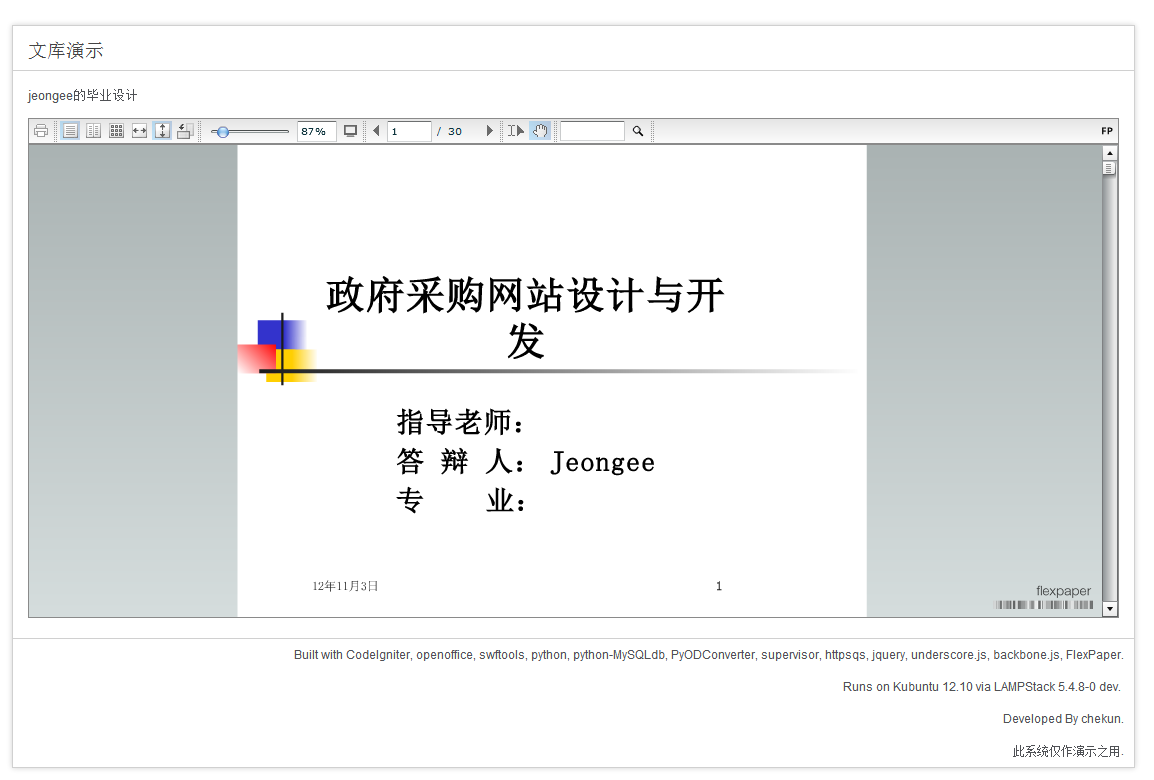 文库演示
jeongee的毕业设计
87% 1 / 30 FP
政府采购网站设计与开
发
指导老师：
答 辩 人： Jeongee
专 业：
12年11月3日 1
flexpaper
Built with CodeIgniter, openoffice, swftools, python, python-MySQLdb, PyODConverter, supervisor, httpsqs, jquery, underscore.js, backbone.js, FlexPaper.
Runs on Kubuntu 12.10 via LAMPStack 5.4.8-0 dev.
Developed By chekun.
此系统仅作演示之用.